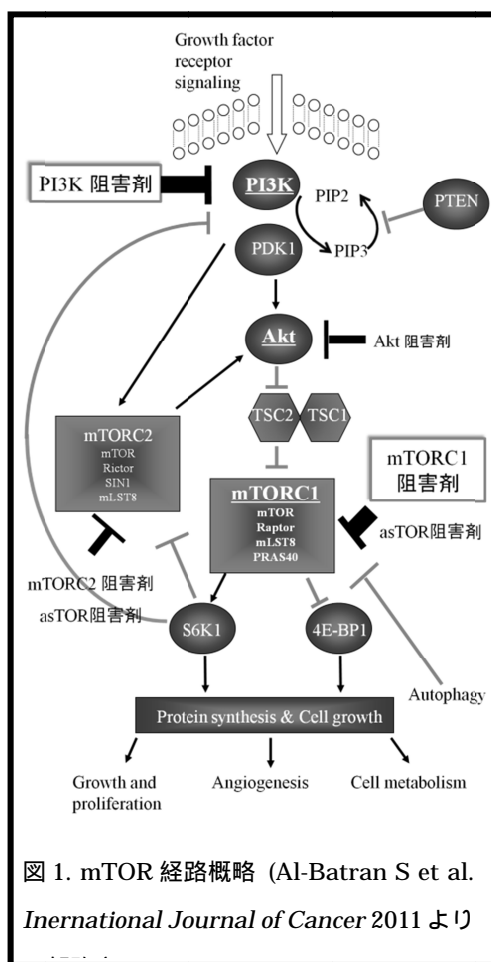 Growth factor
receptor
signaling
PI3K 阻害剤
PI3K
PIP2
PTEN
PDK1
PIP3
Akt
Akt 阻害剤
TSC2
TSC1
mTORC2
mTOR
Rictor
SIN1
mLST8
mTORC1
阻害剤
mTORC1
mTOR
Raptor
mLST8
PRAS40
asTOR阻害剤
mTORC2 阻害剤
asTOR阻害剤
S6K1
4E-BP1
Autophagy
Protein synthesis & Cell growth
Growth and
proliferation
Angiogenesis
Cell metabolism
図 1. mTOR 経路概略 (Al-Batran S et al.
Inernational Journal of Cancer 2011 より